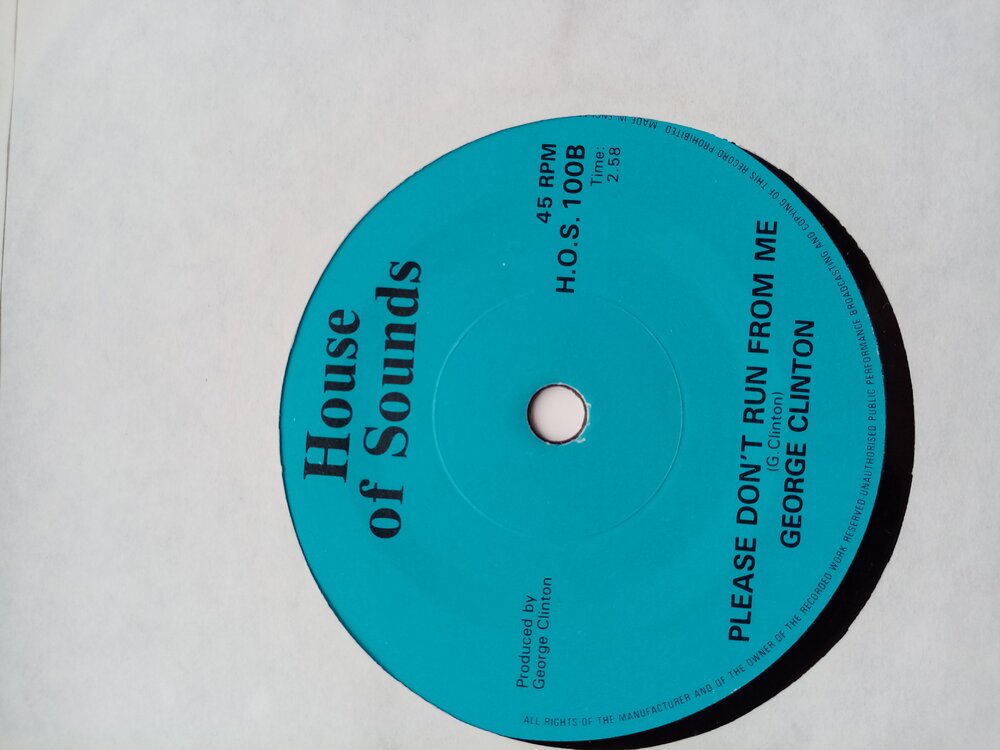 House
of Sounds
45 RPM
H.O.S. 100B
Time:
2.58
Produced by
George Clinton
PLEASE DON'T RUN FROM ME
(G.Clinton)
GEORGE CLINTON
ALL RIGHTS OF THE MANUFACTURER AND OF THE OWNER OF THE RECORDED WORK RESERVED UNAUTHORISED PUBLIC PERFORMANCE BROADCASTING AND COPYING OF THIS RECORD PROHIBITED MADE IN